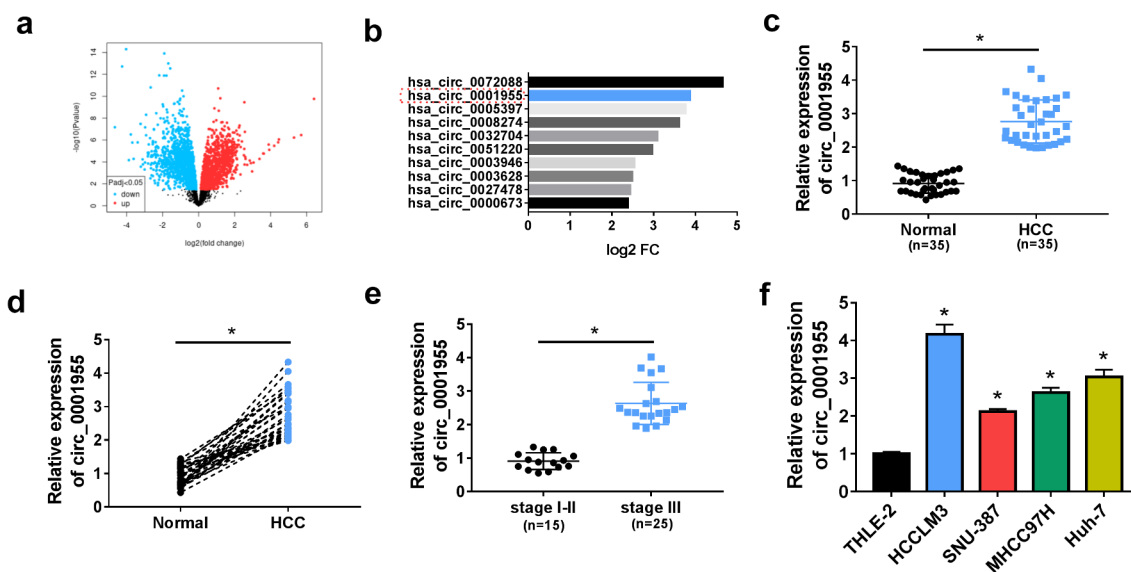 a
14
12
10
8
6
4
2
0
-log10(Pvalue)
Padj<0.05
down
up
-4 -2 0 2 4 6
log2(fold change)
b
hsa_circ_0072088
hsa_circ_0001955
hsa_circ_0005397
hsa_circ_0008274
hsa_circ_0032704
hsa_circ_0051220
hsa_circ_0003946
hsa_circ_0003628
hsa_circ_0027478
hsa_circ_0000673
0 1 2 3 4 5
log2 FC
c
Relative expression
of circ_0001955
5
4
3
2
1
0
*
Normal HCC
(n=35) (n=35)
d
Relative expression
of circ_0001955
5
4
3
2
1
0
*
Normal HCC
e
Relative expression
of circ_0001955
5
4
3
2
1
0
*
stage I-II stage III
(n=15) (n=25)
f
Relative expression
of circ_0001955
5
4
3
2
1
0
* * * *
THLE-2
HCCLM3
SNU-387
MHCC97H
Huh-7